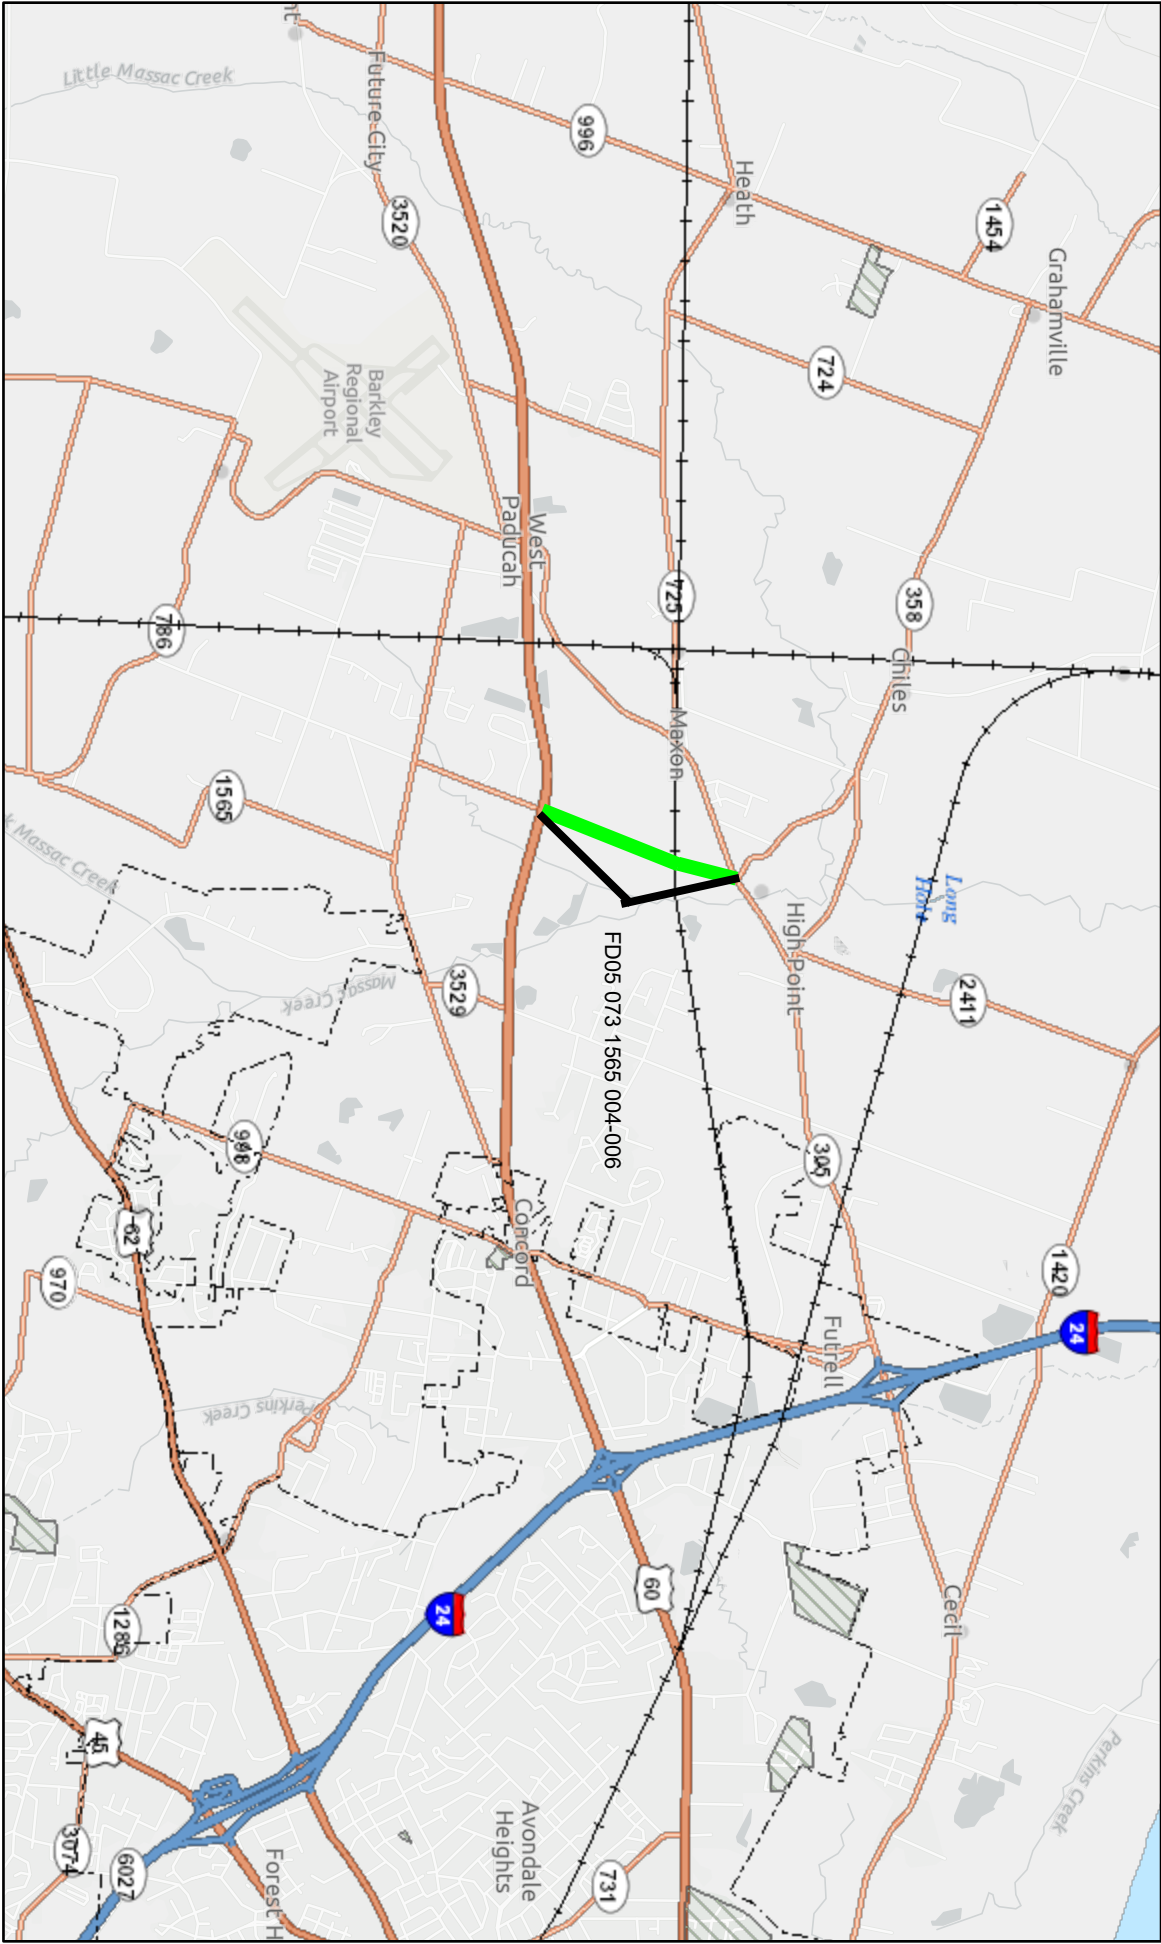 Grahamville
1420
24
Perkins Creek
1454
2411
Long
Hole
Cecil
358
Chiles
724
305
Futrell
High Point
Heath
725
Maxon
60
996
FD05 073 1565 004-006
731
West
Paducah
Concord
Avondale
Heights
3529
24
3520
Future City
Massac Creek
Barkley
Regional
Airport
nt
Forest H
Perkins Creek
998
1565
Little Massac Creek
786
62
1286
6027
45
k Massac Creek
970
3074